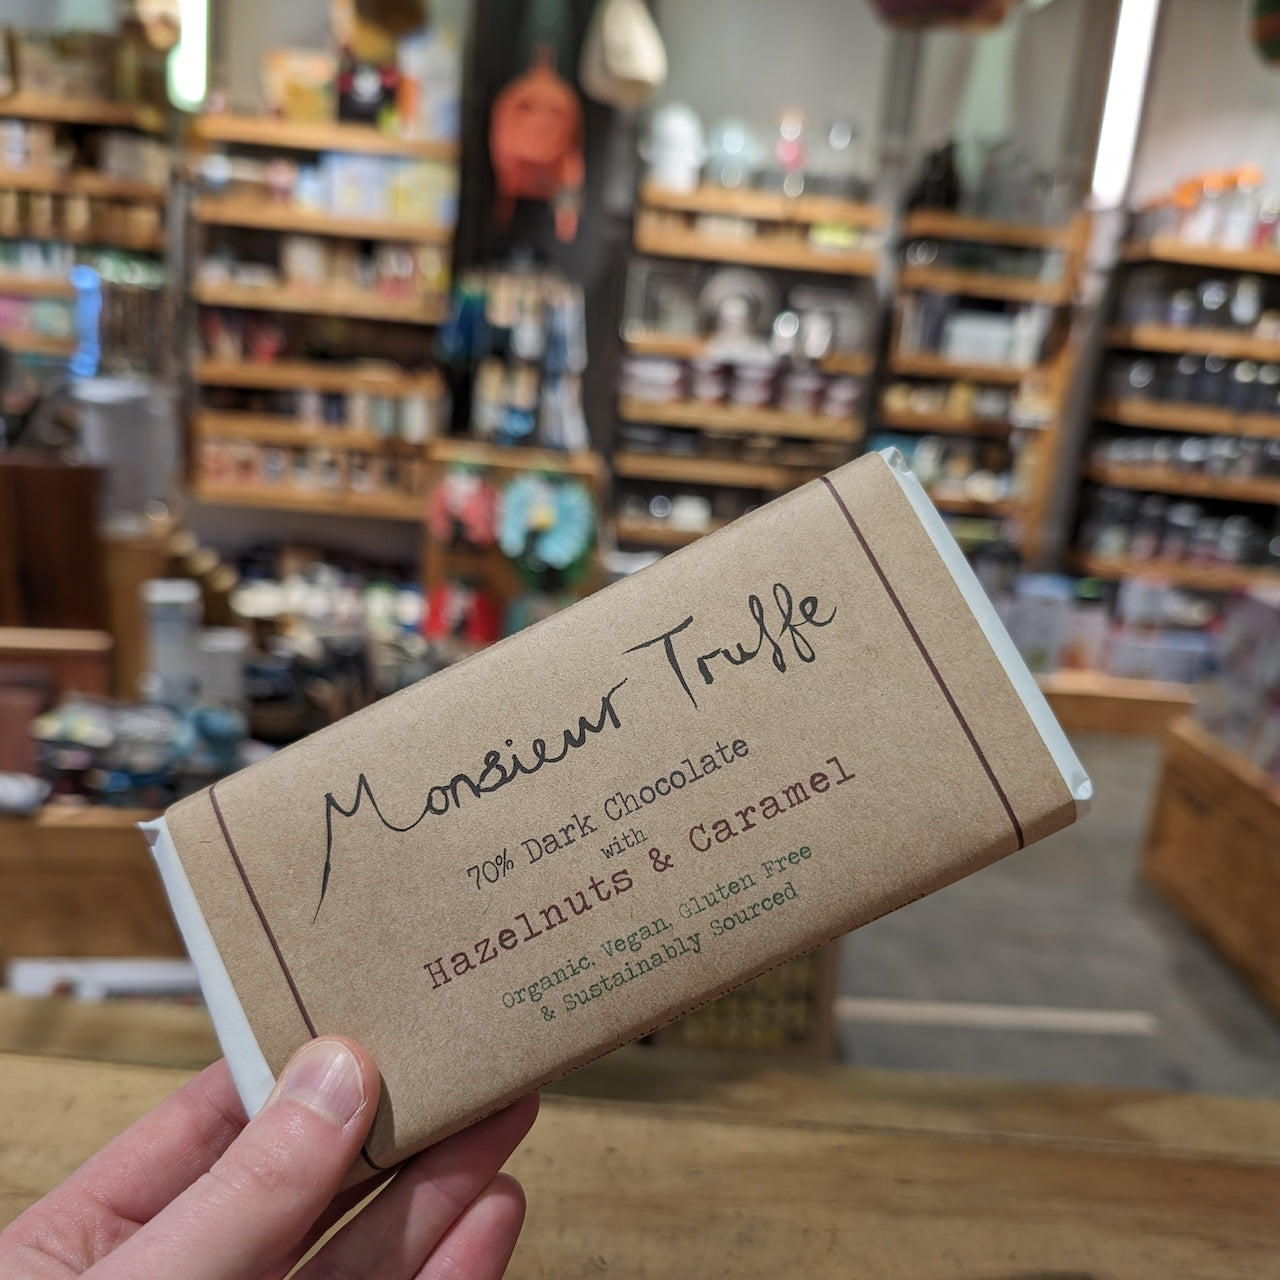 Monsieur Truffe
70% Dark Chocolate
with
Hazelnuts & Caramel
Organic, Vegan, Gluten Free
& Sustainably Sourced